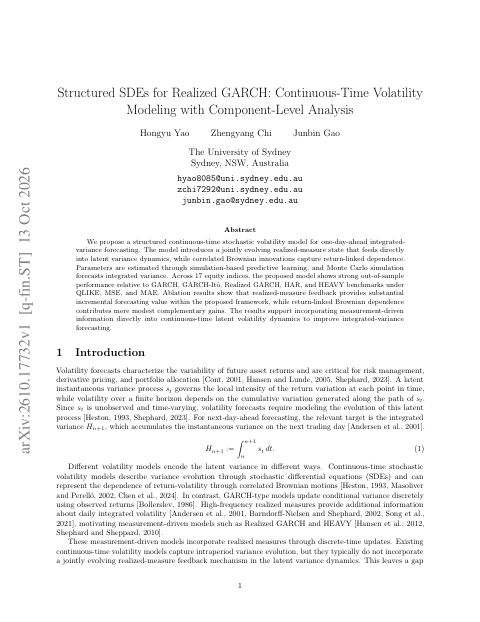 Structured SDEs for Realized GARCH: Continuous-Time Volatility
Modeling with Component-Level Analysis
Hongyu Yao Zhengyang Chi Junbin Gao
The University of Sydney
Sydney, NSW, Australia
hyao8085@uni.sydney.edu.au
zchi7292@uni.sydney.edu.au
junbin.gao@sydney.edu.au
arXiv:2610.17732v1 [q-fin.ST] 13 Oct 2026
Abstract
We propose a structured continuous-time stochastic volatility model for one-day-ahead integrated-
variance forecasting. The model introduces a jointly evolving realized-measure state that feeds directly
into latent variance dynamics, while correlated Brownian innovations capture return-linked dependence.
Parameters are estimated through simulation-based predictive learning, and Monte Carlo simulation
forecasts integrated variance. Across 17 equity indices, the proposed model shows strong out-of-sample
performance relative to GARCH, GARCH-Itô, Realized GARCH, HAR, and HEAVY benchmarks under
QLIKE, MSE, and MAE. Ablation results show that realized-measure feedback provides substantial
incremental forecasting value within the proposed framework, while return-linked Brownian dependence
contributes more modest complementary gains. The results support incorporating measurement-driven
information directly into continuous-time latent volatility dynamics to improve integrated-variance
forecasting.
1 Introduction
Volatility forecasts characterize the variability of future asset returns and are critical for risk management,
derivative pricing, and portfolio allocation [Cont, 2001, Hansen and Lunde, 2005, Shephard, 2023]. A latent
instantaneous variance process sₜ governs the local intensity of the return variation at each point in time,
while volatility over a finite horizon depends on the cumulative variation generated along the path of sₜ.
Since sₜ is unobserved and time-varying, volatility forecasts require modeling the evolution of this latent
process [Heston, 1993, Shephard, 2023]. For next-day-ahead forecasting, the relevant target is the integrated
variance Hₙ₊₁, which accumulates the instantaneous variance on the next trading day [Andersen et al., 2001].
Hₙ₊₁ := ∫ₙⁿ⁺¹ sₜ dt. (1)
Different volatility models encode the latent variance in different ways. Continuous-time stochastic
volatility models describe variance evolution through stochastic differential equations (SDEs) and can
represent the dependence of return-volatility through correlated Brownian motions [Heston, 1993, Masoliver
and Perelló, 2002, Chen et al., 2024]. In contrast, GARCH-type models update conditional variance discretely
using observed returns [Bollerslev, 1986]. High-frequency realized measures provide additional information
about daily integrated volatility [Andersen et al., 2001, Barndorff-Nielsen and Shephard, 2002, Song et al.,
2021], motivating measurement-driven models such as Realized GARCH and HEAVY [Hansen et al., 2012,
Shephard and Sheppard, 2010].
These measurement-driven models incorporate realized measures through discrete-time updates. Existing
continuous-time volatility models capture intraperiod variance evolution, but they typically do not incorporate
a jointly evolving realized-measure feedback mechanism in the latent variance dynamics. This leaves a gap
1